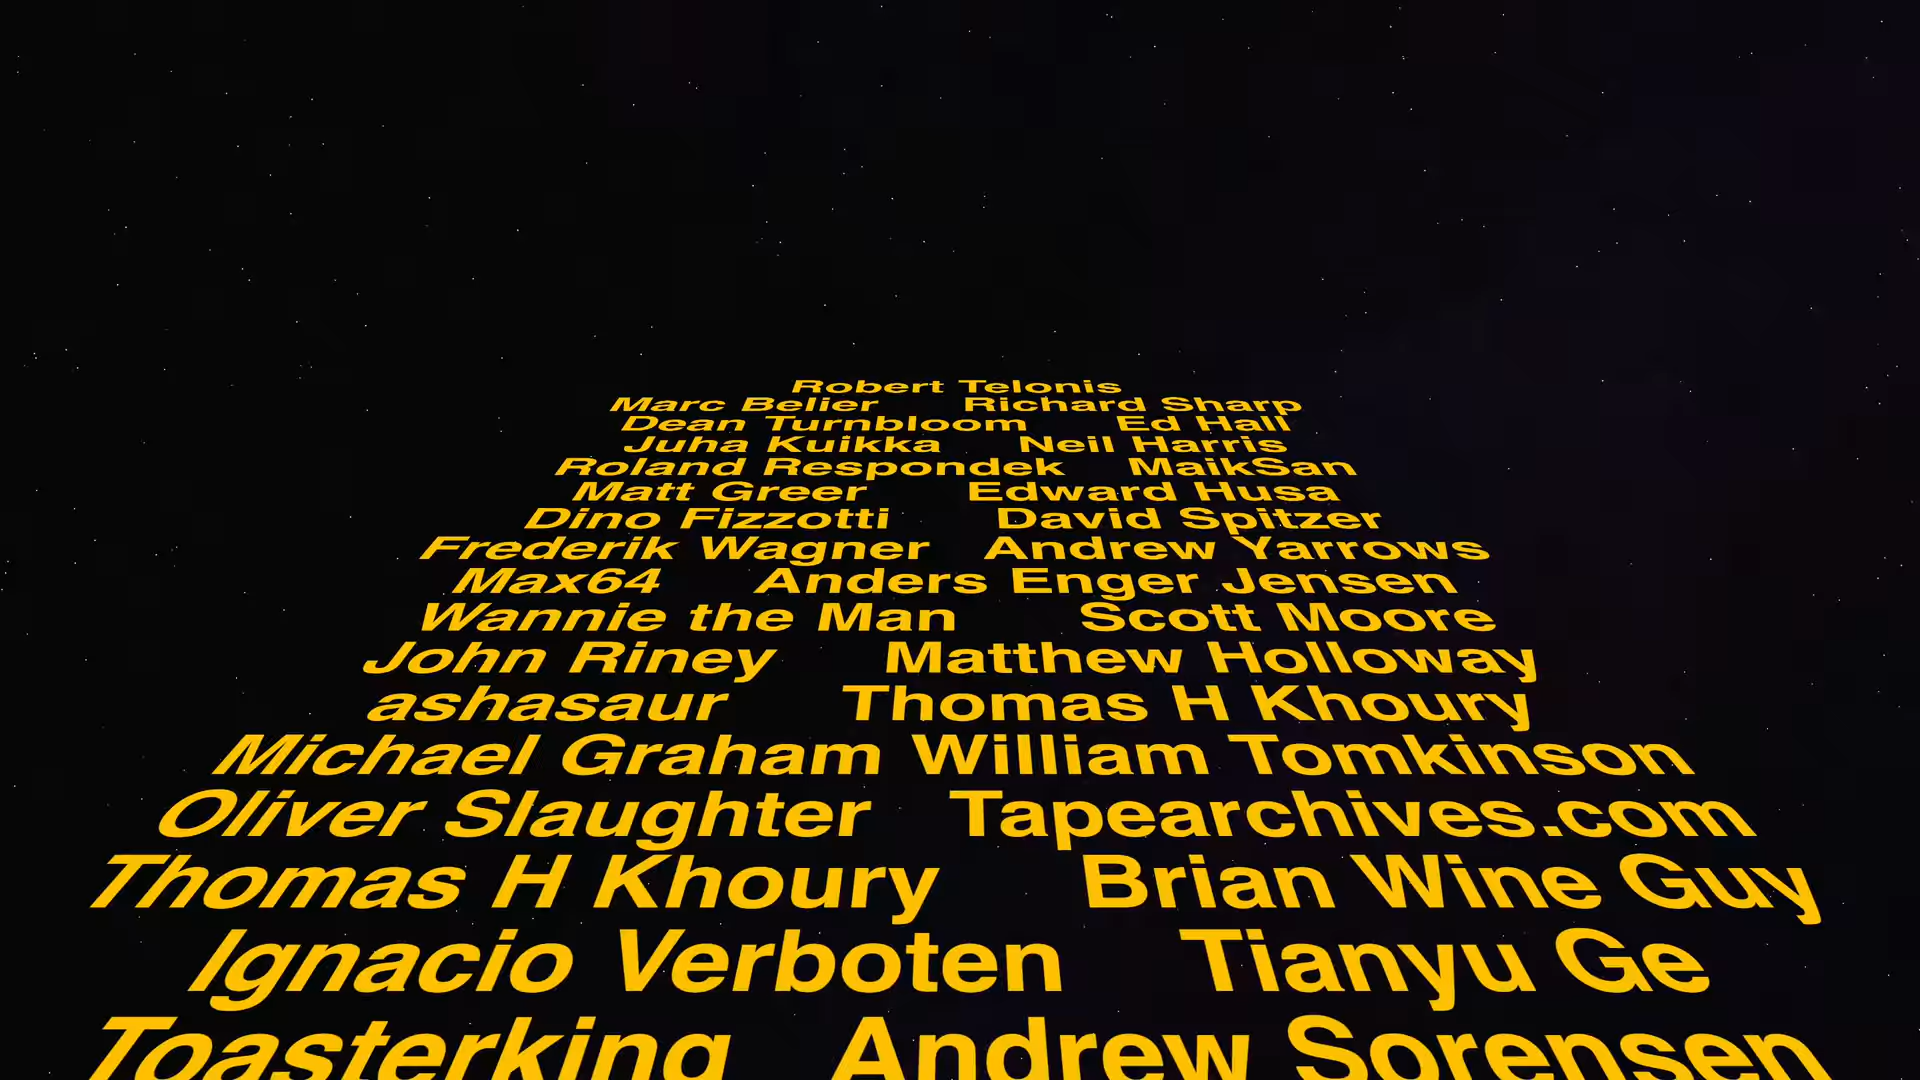 Robert Telonis
Marc Belier Richard Sharp
Dean Turnbloom Ed Hall
Juha Kuikka Neil Harris
Roland Respondek MaikSan
Matt Greer Edward Husa
Dino Fizzotti David Spitzer
Frederik Wagner Andrew Yarrows
Max64 Anders Enger Jensen
Wannie the Man Scott Moore
John Riney Matthew Holloway
ashasaur Thomas H Khoury
Michael Graham William Tomkinson
Oliver Slaughter Tapearchives.com
Thomas H Khoury Brian Wine Guy
Ignacio Verboten Tianyu Ge
Toasterking Andrew Sorensen